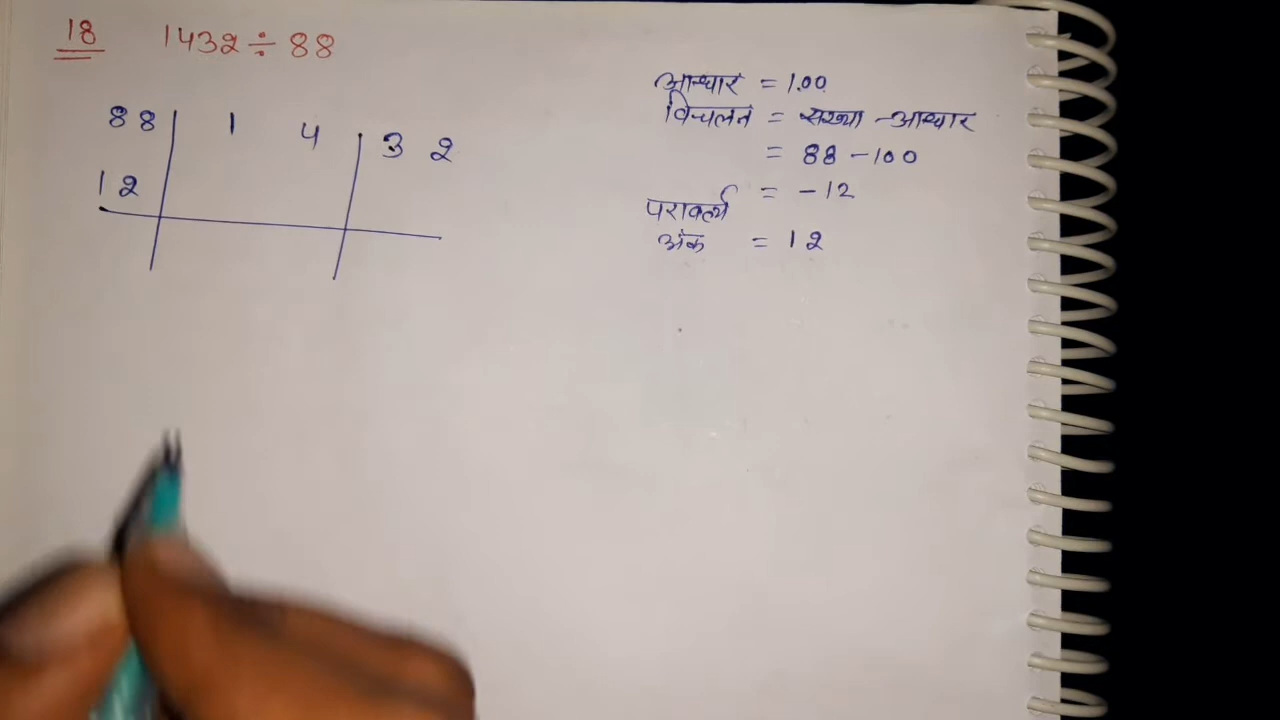 18 1432 ÷ 88
88 1 4 3 2
12
आधार = 100
विचलन = संख्या - आधार
= 88 - 100
= - 12
परावर्त्य
अंक = 12